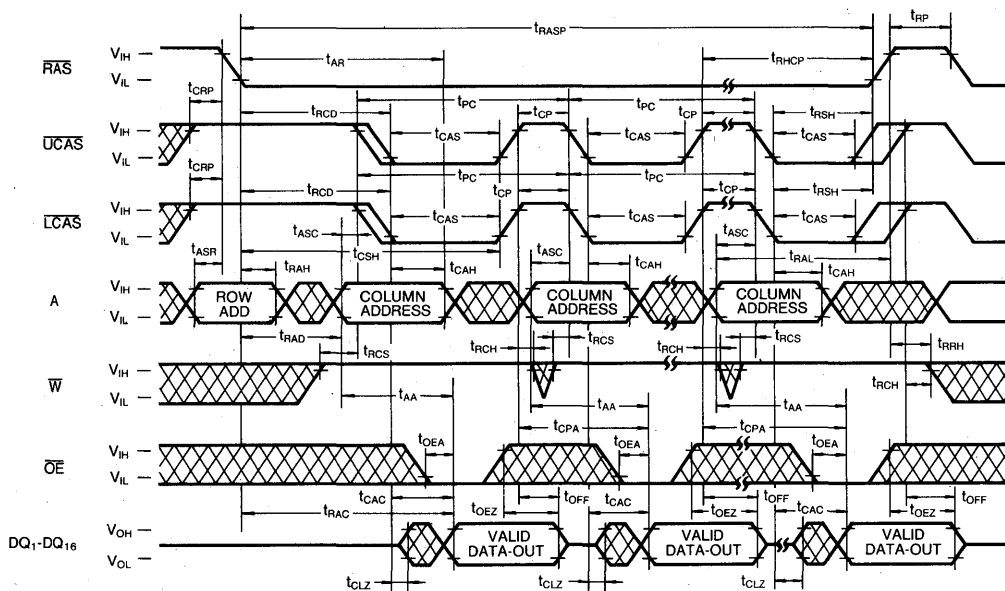 tRASP
tRP
RAS
VIH
VIL
tAR
tRHCP
tCRP
tRCD
tPC
tCP
tPC
tCP
tRSH
UCAS
VIH
VIL
tCAS
tCAS
tCAS
tCRP
tRCD
tPC
tCP
tPC
tCP
tRSH
LCAS
VIH
VIL
tCAS
tCAS
tCAS
tASC
tCSH
tASC
tASC
tRAL
tASR
tRAH
tCAH
tCAH
tCAH
A
VIH
VIL
ROW ADD
COLUMN ADDRESS
COLUMN ADDRESS
COLUMN ADDRESS
tRAD
tRCS
tRCH
tRCS
tRCH
tRCS
tRRH
W
VIH
VIL
tRCH
tAA
tAA
tAA
tCPA
tCPA
tOEA
tOEA
tOEA
OE
VIH
VIL
tCAC
tRAC
tOFF
tOEZ
tCAC
tOFF
tOEZ
tCAC
tOFF
tOEZ
DQ1-DQ16
VOH
VOL
VALID DATA-OUT
VALID DATA-OUT
VALID DATA-OUT
tCLZ
tCLZ
tCLZ